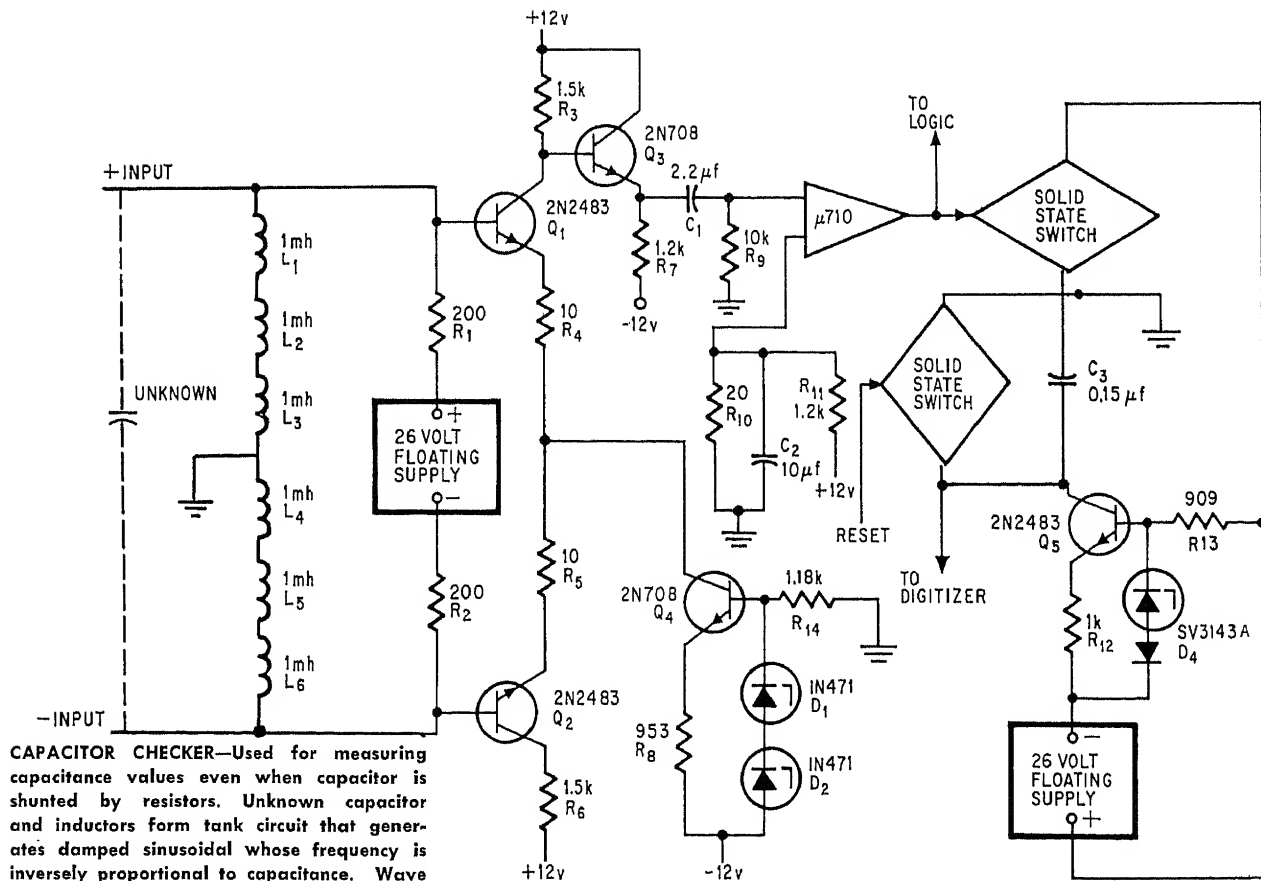 +12v
1.5k
R3
2N708
Q3
2.2μf
C1
TO
LOGIC
+INPUT
2N2483
Q1
μ710
SOLID
STATE
SWITCH
1mh
L1
1.2k
R7
-12v
10k
R9
200
R1
10
R4
1mh
L2
UNKNOWN
1mh
L3
26 VOLT
FLOATING
SUPPLY
+
-
20
R10
C2
10μf
R11
1.2k
+12v
SOLID
STATE
SWITCH
C3
0.15μf
RESET
TO
DIGITIZER
1mh
L4
1mh
L5
1mh
L6
200
R2
10
R5
2N708
Q4
1.18k
R14
2N2483
Q5
909
R13
1k
R12
SV3143A
D4
-INPUT
2N2483
Q2
953
R8
IN471
D1
IN471
D2
1.5k
R6
+12v
-12v
-
26 VOLT
FLOATING
SUPPLY
+
CAPACITOR CHECKER—Used for measuring
capacitance values even when capacitor is
shunted by resistors. Unknown capacitor
and inductors form tank circuit that gener-
ates damped sinusoidal whose frequency is
inversely proportional to capacitance. Wave